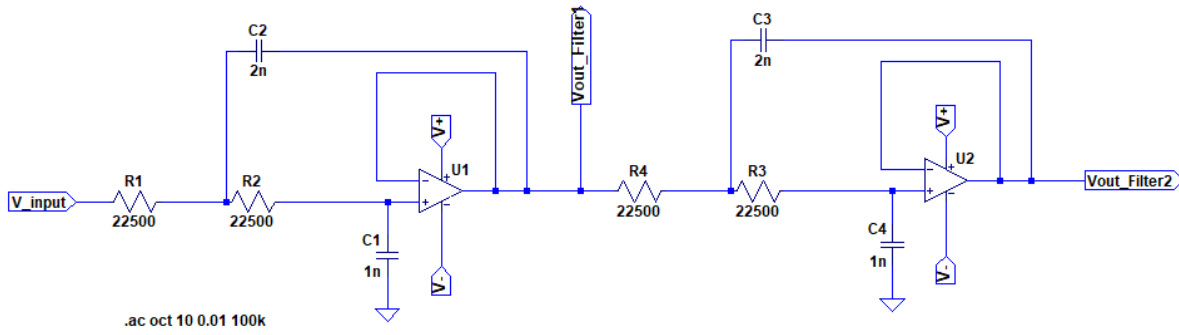 C2
2n
Vout_Filter1
C3
2n
V+
U1
V+
U2
R1
22500
R2
22500
R4
22500
R3
22500
V_input
Vout_Filter2
C1
1n
V-
C4
1n
V-
.ac oct 10 0.01 100k